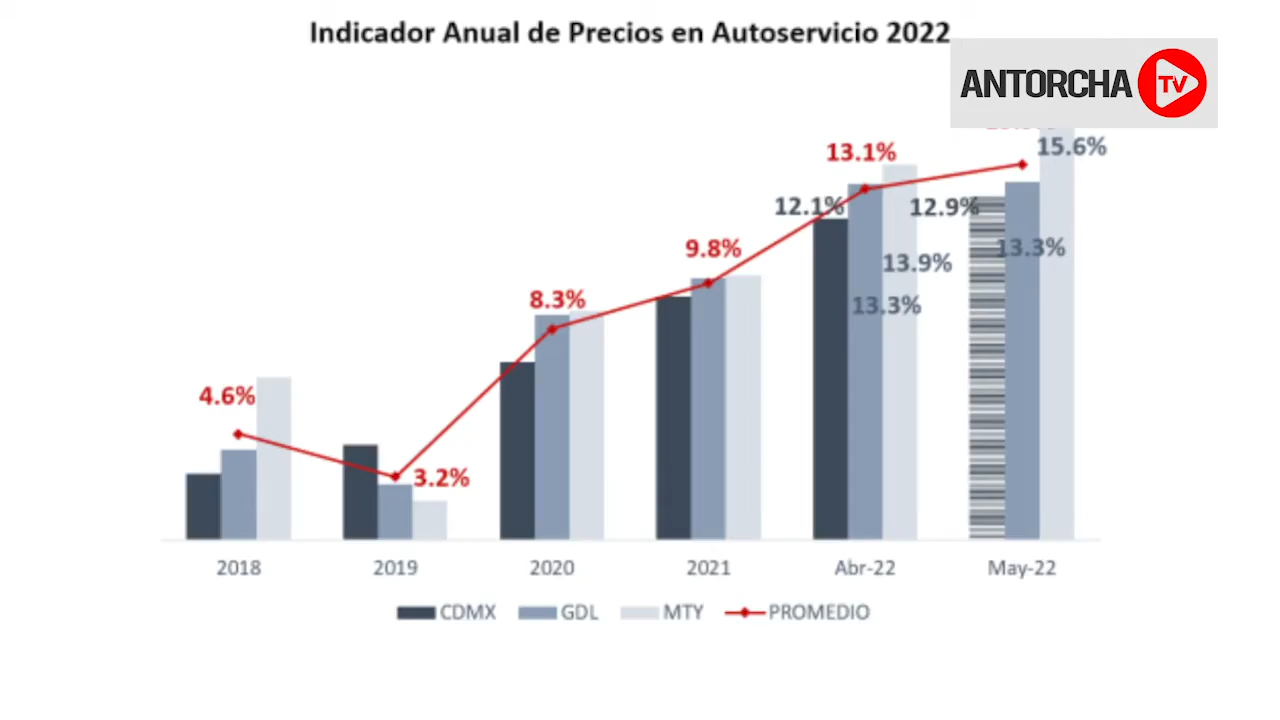 Indicador Anual de Precios en Autoservicio 2022
ANTORCHA TV
15.6%
13.1%
12.1%
12.9%
9.8%
13.3%
13.9%
8.3%
13.3%
4.6%
3.2%
2018 2019 2020 2021 Abr-22 May-22
CDMX GDL MTY PROMEDIO